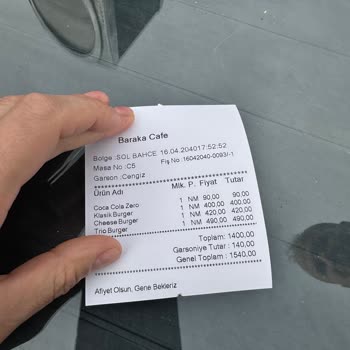 Baraka Cafe
Bolge :SOL BAHCE 16.04.2040 17:52:52
Masa No :C5 Fiş No :16042040-0093/-1
Garson :Cengiz
Ürün Adı Mik. P. Fiyat Tutar
Coca Cola Zero 1 NM 90,00 90,00
Klasik Burger 1 NM 400,00 400,00
Cheese Burger 1 NM 420,00 420,00
Trio Burger 1 NM 490,00 490,00
Toplam: 1400,00
Garsoniye Tutar : 140,00
Genel Toplam : 1540,00
Afiyet Olsun, Gene Bekleriz